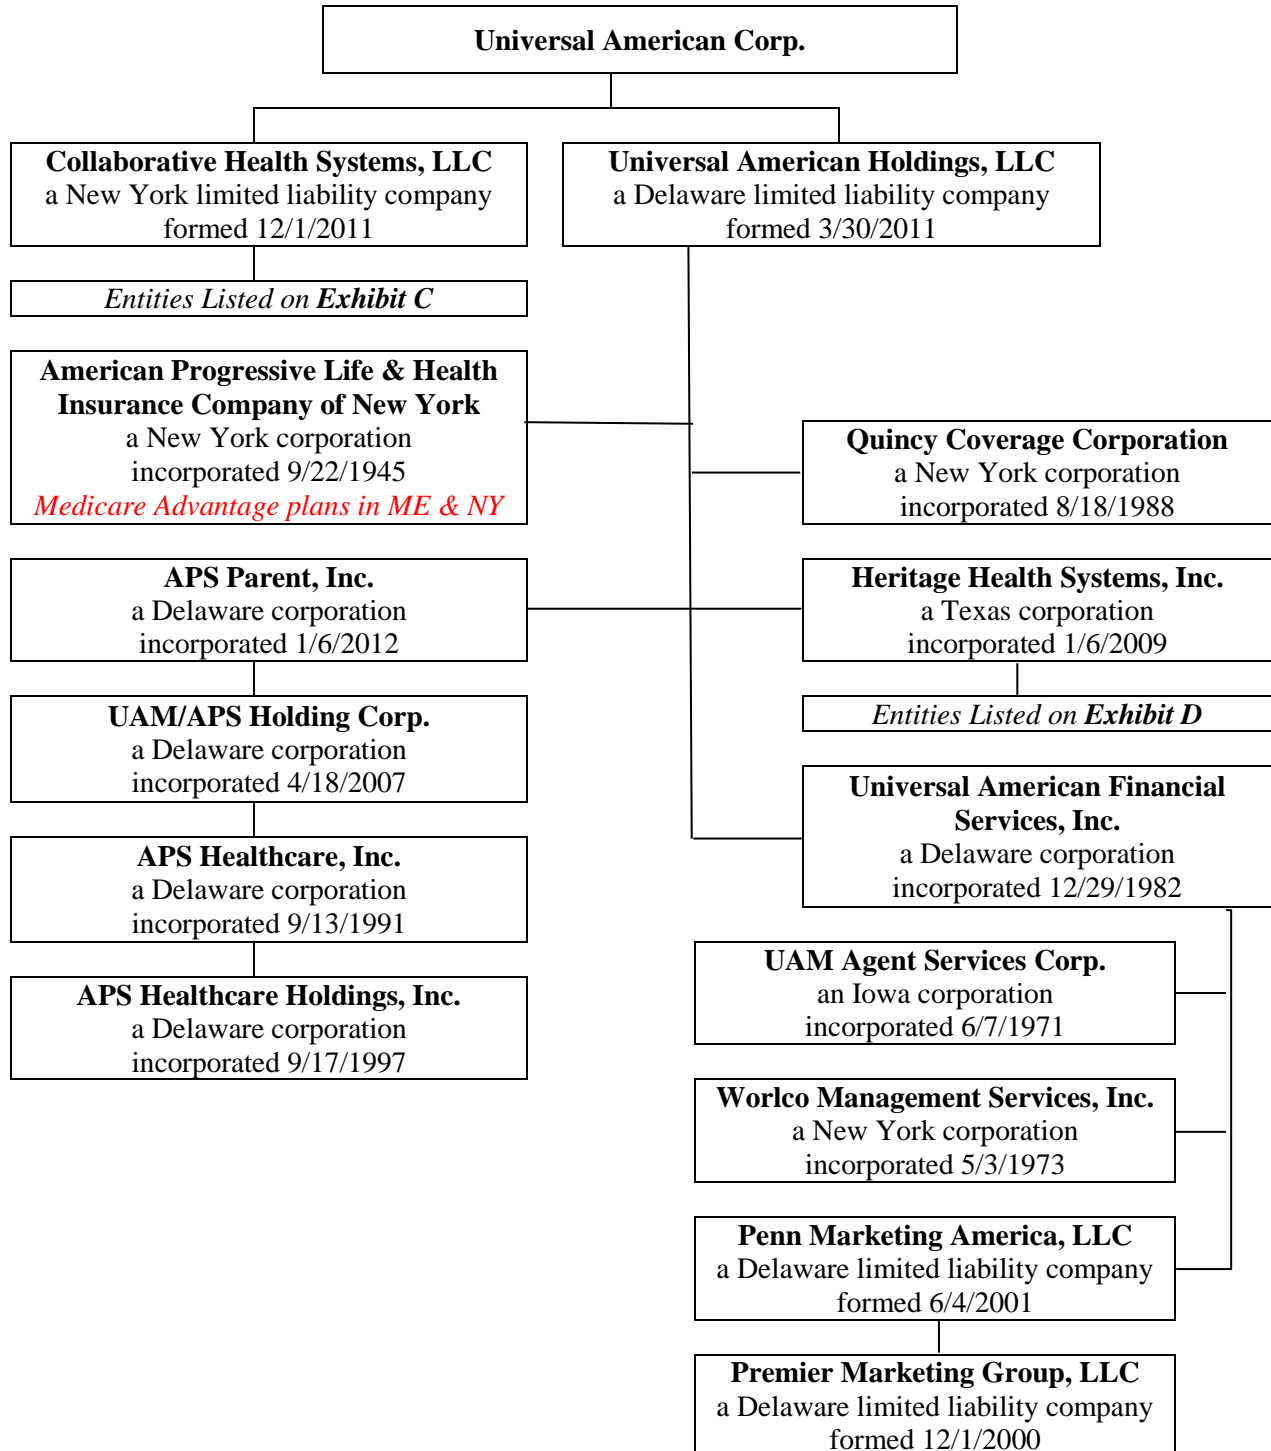 Universal American Corp.
Collaborative Health Systems, LLC
a New York limited liability company
formed 12/1/2011
Universal American Holdings, LLC
a Delaware limited liability company
formed 3/30/2011
Entities Listed on Exhibit C
American Progressive Life & Health
Insurance Company of New York
a New York corporation
incorporated 9/22/1945
Medicare Advantage plans in ME & NY
Quincy Coverage Corporation
a New York corporation
incorporated 8/18/1988
APS Parent, Inc.
a Delaware corporation
incorporated 1/6/2012
Heritage Health Systems, Inc.
a Texas corporation
incorporated 1/6/2009
Entities Listed on Exhibit D
UAM/APS Holding Corp.
a Delaware corporation
incorporated 4/18/2007
Universal American Financial
Services, Inc.
a Delaware corporation
incorporated 12/29/1982
APS Healthcare, Inc.
a Delaware corporation
incorporated 9/13/1991
APS Healthcare Holdings, Inc.
a Delaware corporation
incorporated 9/17/1997
UAM Agent Services Corp.
an Iowa corporation
incorporated 6/7/1971
Worlco Management Services, Inc.
a New York corporation
incorporated 5/3/1973
Penn Marketing America, LLC
a Delaware limited liability company
formed 6/4/2001
Premier Marketing Group, LLC
a Delaware limited liability company
formed 12/1/2000